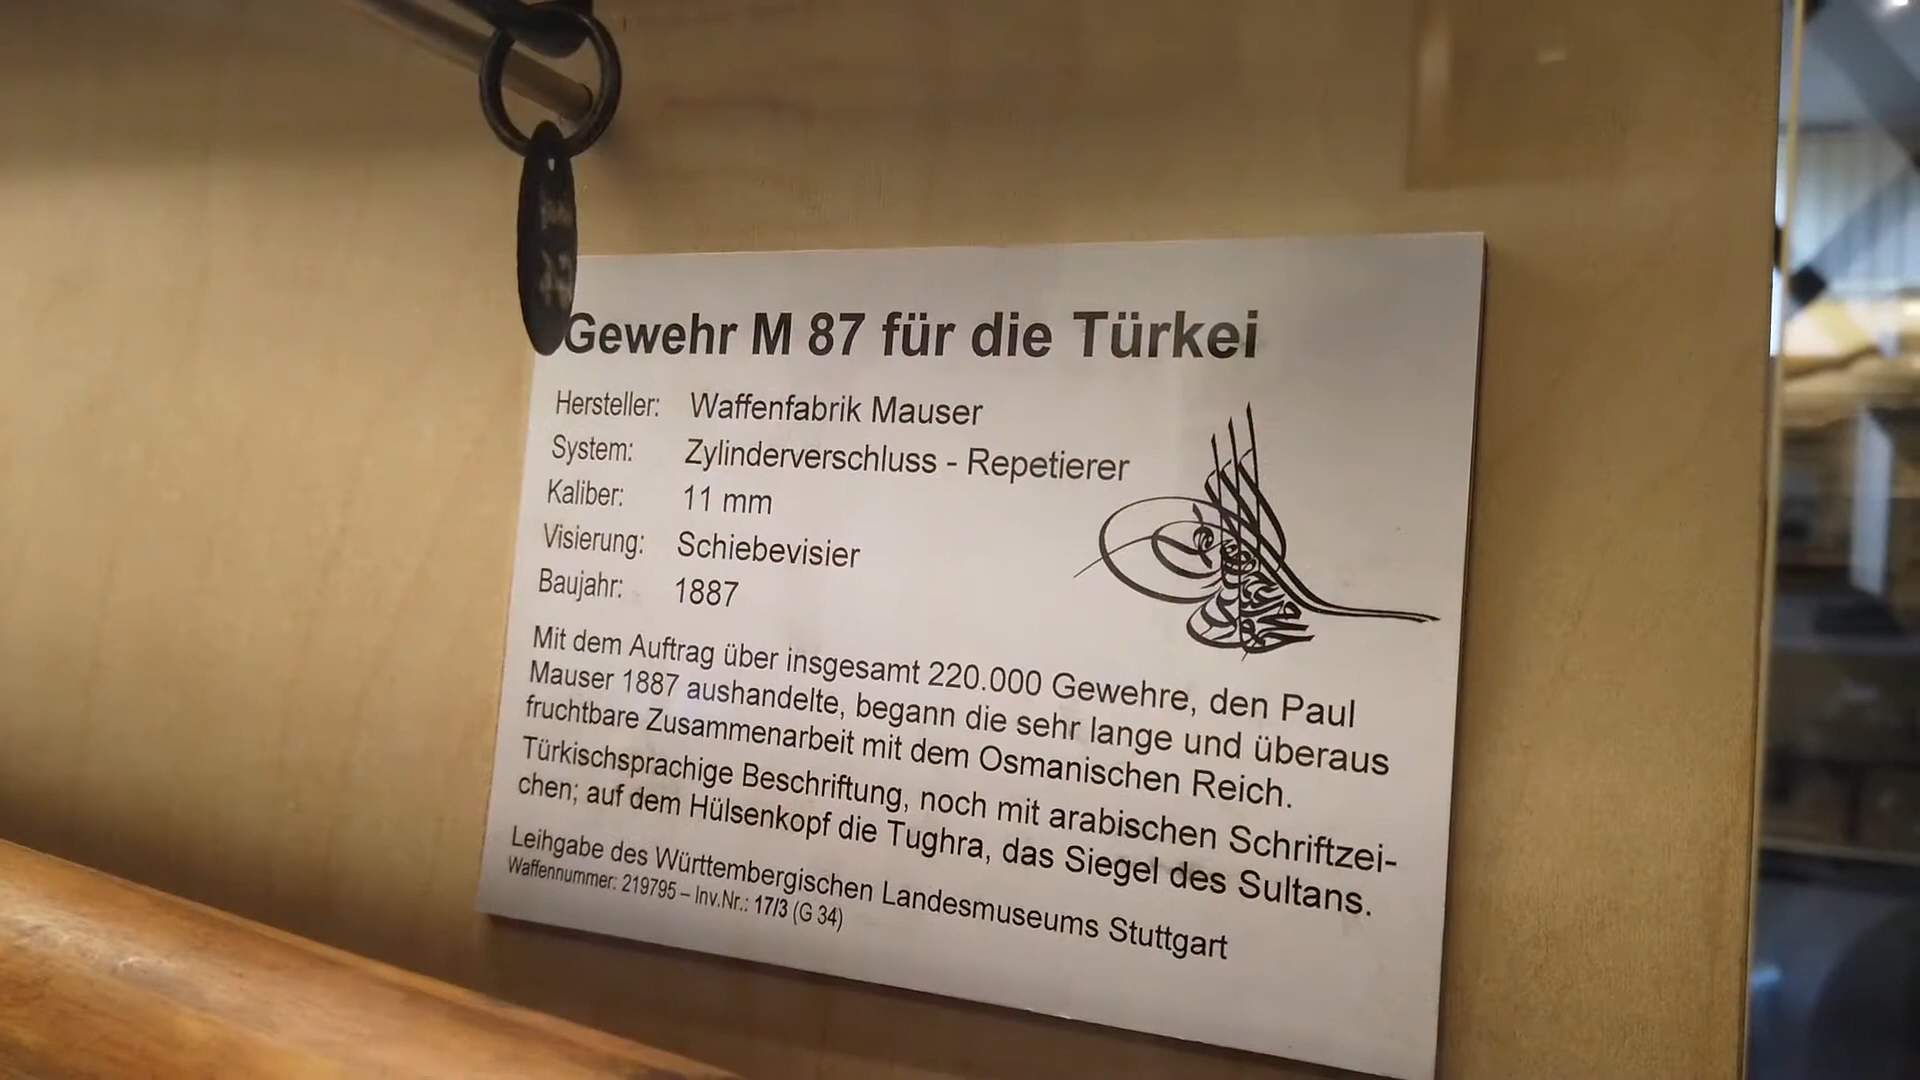 Gewehr M 87 für die Türkei
Hersteller: Waffenfabrik Mauser
System: Zylinderverschluss - Repetierer
Kaliber: 11 mm
Visierung: Schiebevisier
Baujahr: 1887
Mit dem Auftrag über insgesamt 220.000 Gewehre, den Paul
Mauser 1887 aushandelte, begann die sehr lange und überaus
fruchtbare Zusammenarbeit mit dem Osmanischen Reich.
Türkischsprachige Beschriftung, noch mit arabischen Schriftzei-
chen; auf dem Hülsenkopf die Tughra, das Siegel des Sultans.
Leihgabe des Württembergischen Landesmuseums Stuttgart
Waffennummer: 219795 – Inv.Nr.: 17/3 (G 34)